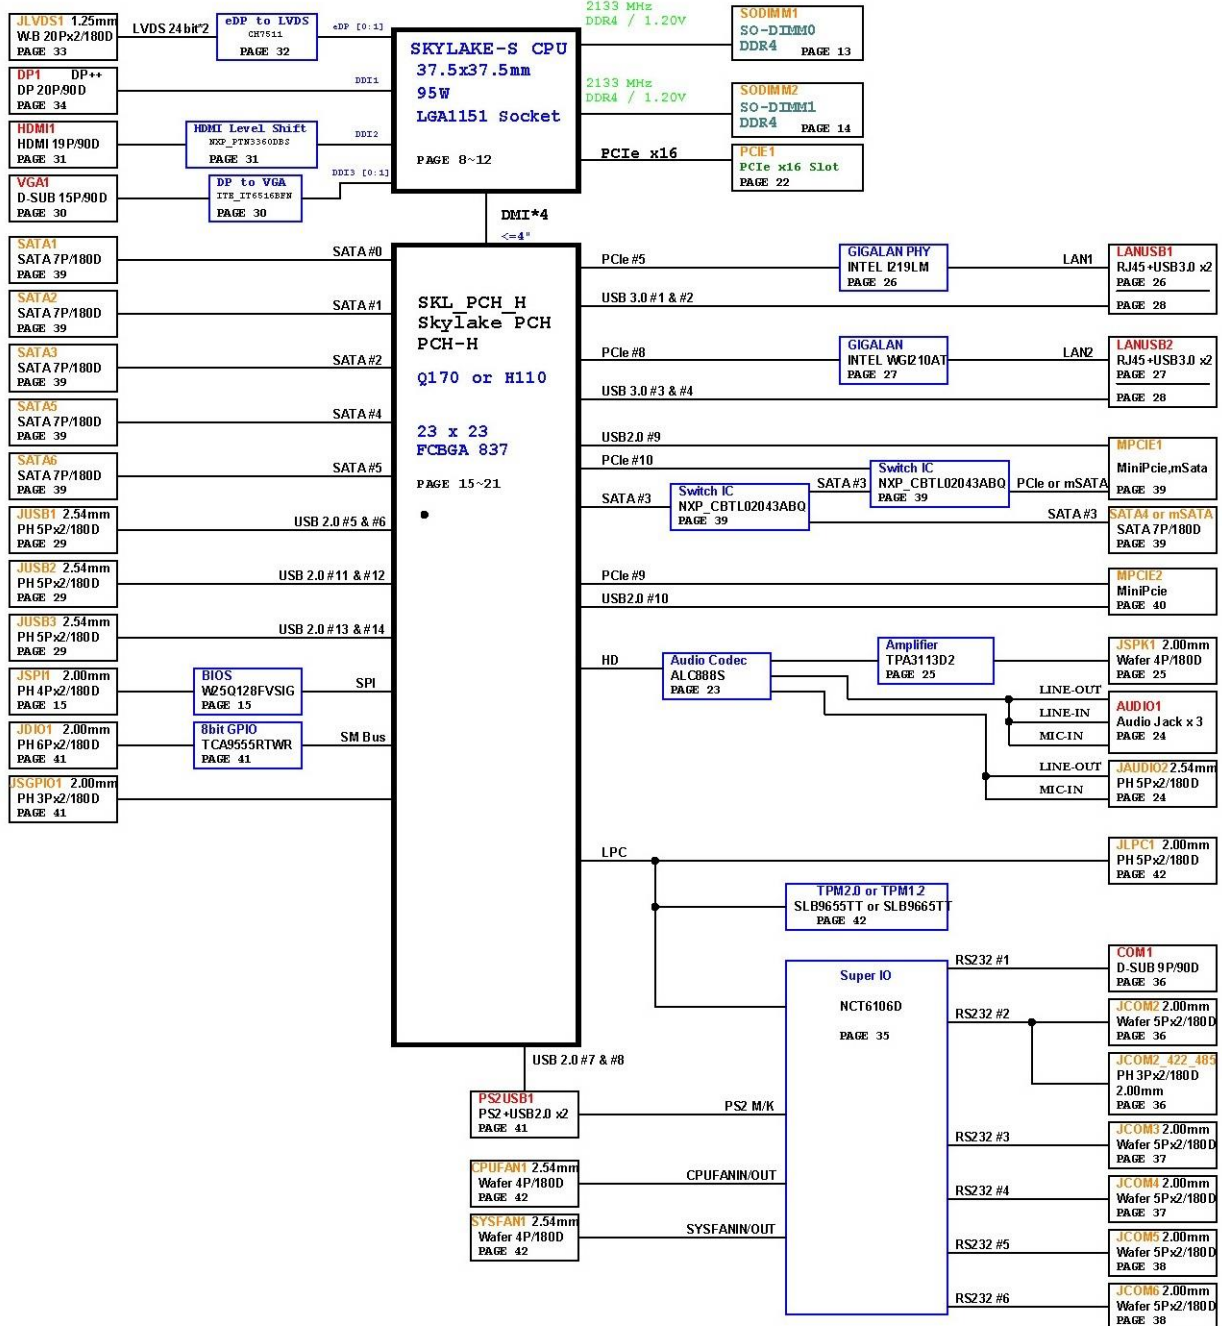 JLVDS1 1.25mm
W-B 20Px2/180D
PAGE 33
LVDS 24bit*2
eDP to LVDS
CH7511
PAGE 32
eDP [0:1]
DP1 DP++
DP 20P/90D
PAGE 34
DDI1
HDMI1
HDMI 19P/90D
PAGE 31
HDMI Level Shift
NXP_PTN3360DBS
PAGE 31
DDI2
VGA1
D-SUB 15P/90D
PAGE 30
DP to VGA
ITE_IT6516BFN
PAGE 30
DDI3 [0:1]
SKYLAKE-S CPU
37.5x37.5mm
95W
LGA1151 Socket
PAGE 8~12
2133 MHz
DDR4 / 1.20V
SODIMM1
SO-DIMM0
DDR4 PAGE 13
2133 MHz
DDR4 / 1.20V
SODIMM2
SO-DIMM1
DDR4 PAGE 14
PCIe x16
PCIE1
PCIe x16 Slot
PAGE 22
DMI*4
<=4"
SATA1
SATA 7P/180D
PAGE 39
SATA #0
SATA2
SATA 7P/180D
PAGE 39
SATA #1
SATA3
SATA 7P/180D
PAGE 39
SATA #2
SATA5
SATA 7P/180D
PAGE 39
SATA #4
SATA6
SATA 7P/180D
PAGE 39
SATA #5
JUSB1 2.54mm
PH 5Px2/180D
PAGE 29
USB 2.0 #5 & #6
JUSB2 2.54mm
PH 5Px2/180D
PAGE 29
USB 2.0 #11 & #12
JUSB3 2.54mm
PH 5Px2/180D
PAGE 29
USB 2.0 #13 & #14
JSPI1 2.00mm
PH 4Px2/180D
PAGE 15
BIOS
W25Q128FVSIG
PAGE 15
SPI
JDIO1 2.00mm
PH 6Px2/180D
PAGE 41
8bit GPIO
TCA9555RTWR
PAGE 41
SM Bus
JSGPIO1 2.00mm
PH 3Px2/180D
PAGE 41
SKL_PCH_H
Skylake PCH
PCH-H
Q170 or H110
23 x 23
FCBGA 837
PAGE 15~21
PCIe #5
GIGALAN PHY
INTEL I219LM
PAGE 26
LAN1
USB 3.0 #1 & #2
LANUSB1
RJ45+USB3.0 x2
PAGE 26
PAGE 28
PCIe #8
GIGALAN
INTEL WGI210AT
PAGE 27
LAN2
USB 3.0 #3 & #4
LANUSB2
RJ45+USB3.0 x2
PAGE 27
PAGE 28
USB2.0 #9
PCIe #10
SATA #3
Switch IC
NXP_CBTL02043ABQ
PAGE 39
SATA #3
Switch IC
NXP_CBTL02043ABQ
PAGE 39
PCIe or mSATA
SATA #3
MPCIE1
MiniPcie,mSata
PAGE 39
SATA4 or mSATA
SATA 7P/180D
PAGE 39
PCIe #9
USB2.0 #10
MPCIE2
MiniPcie
PAGE 40
HD
Audio Codec
ALC888S
PAGE 23
Amplifier
TPA3113D2
PAGE 25
JSPK1 2.00mm
Wafer 4P/180D
PAGE 25
LINE-OUT
LINE-IN
MIC-IN
AUDIO1
Audio Jack x 3
PAGE 24
LINE-OUT
MIC-IN
JAUDIO2 2.54mm
PH 5Px2/180D
PAGE 24
LPC
JLPC1 2.00mm
PH 5Px2/180D
PAGE 42
TPM2.0 or TPM1.2
SLB9655TT or SLB9665TT
PAGE 42
Super IO
NCT6106D
PAGE 35
RS232 #1
COM1
D-SUB 9P/90D
PAGE 36
RS232 #2
JCOM2 2.00mm
Wafer 5Px2/180D
PAGE 36
JCOM2_422_485
PH 3Px2/180D
2.00mm
PAGE 36
RS232 #3
JCOM3 2.00mm
Wafer 5Px2/180D
PAGE 37
RS232 #4
JCOM4 2.00mm
Wafer 5Px2/180D
PAGE 37
RS232 #5
JCOM5 2.00mm
Wafer 5Px2/180D
PAGE 38
RS232 #6
JCOM6 2.00mm
Wafer 5Px2/180D
PAGE 38
USB 2.0 #7 & #8
PS2USB1
PS2+USB2.0 x2
PAGE 41
PS2 M/K
CPUFAN1 2.54mm
Wafer 4P/180D
PAGE 42
CPUFANIN/OUT
SYSFAN1 2.54mm
Wafer 4P/180D
PAGE 42
SYSFANIN/OUT